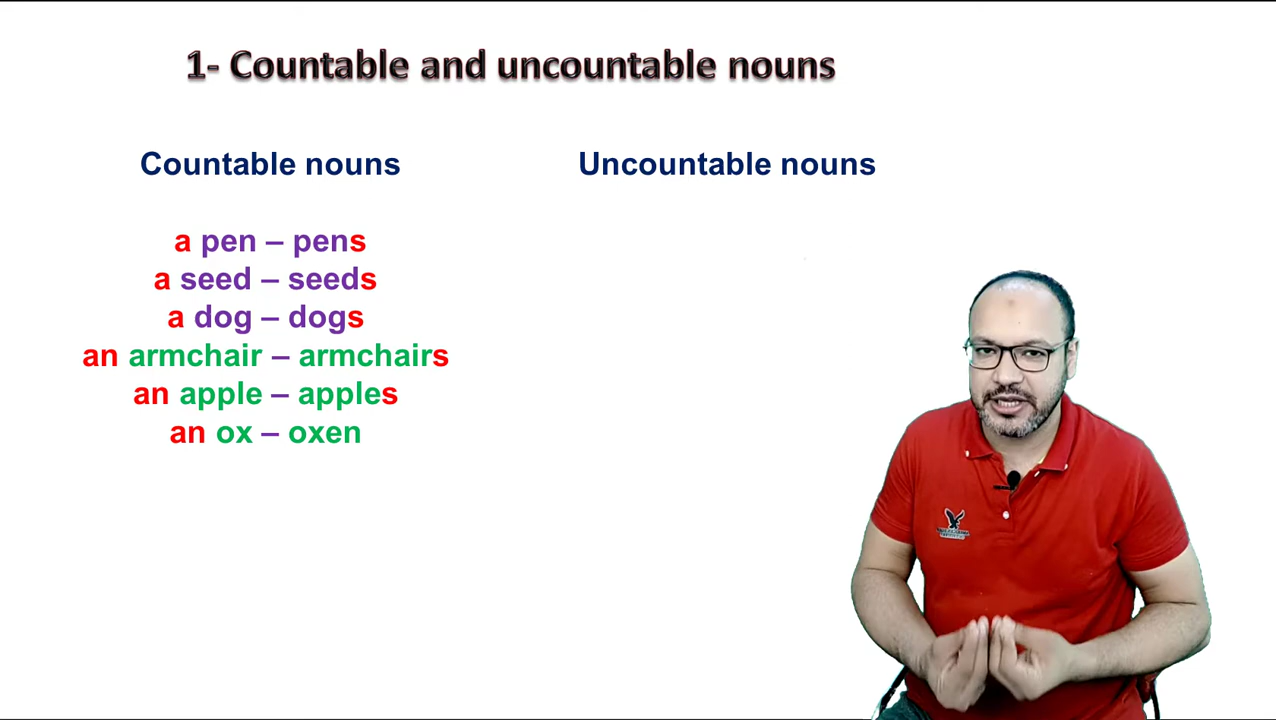 1- Countable and uncountable nouns
Countable nouns
Uncountable nouns
a pen – pens
a seed – seeds
a dog – dogs
an armchair – armchairs
an apple – apples
an ox – oxen